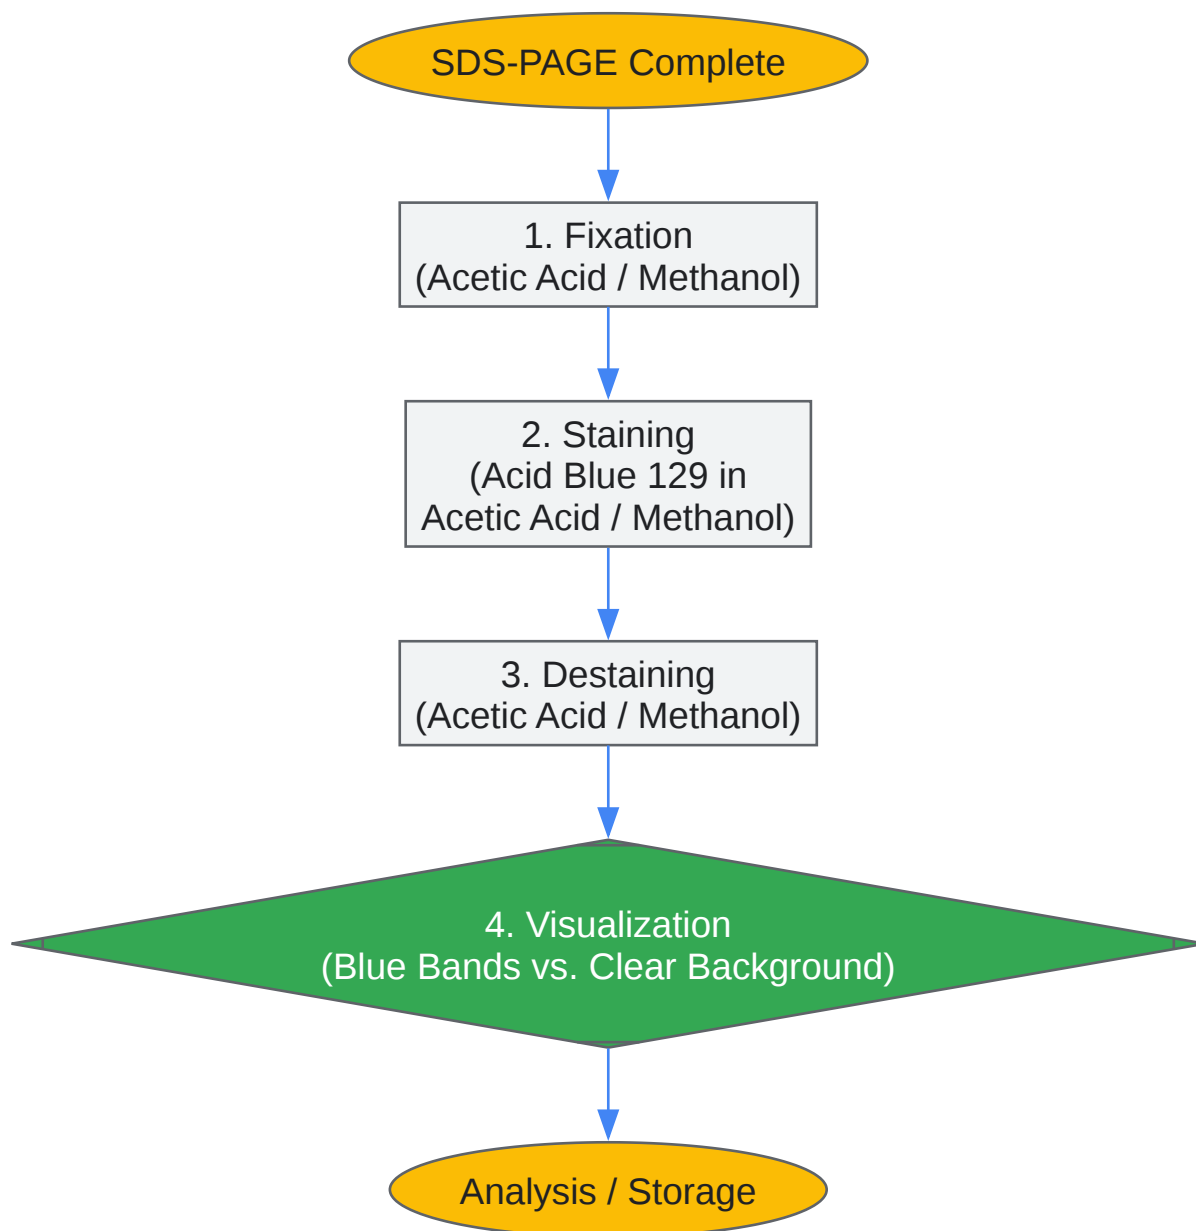 SDS-PAGE Complete
1. Fixation
(Acetic Acid / Methanol)
2. Staining
(Acid Blue 129 in
Acetic Acid / Methanol)
3. Destaining
(Acetic Acid / Methanol)
4. Visualization
(Blue Bands vs. Clear Background)
Analysis / Storage